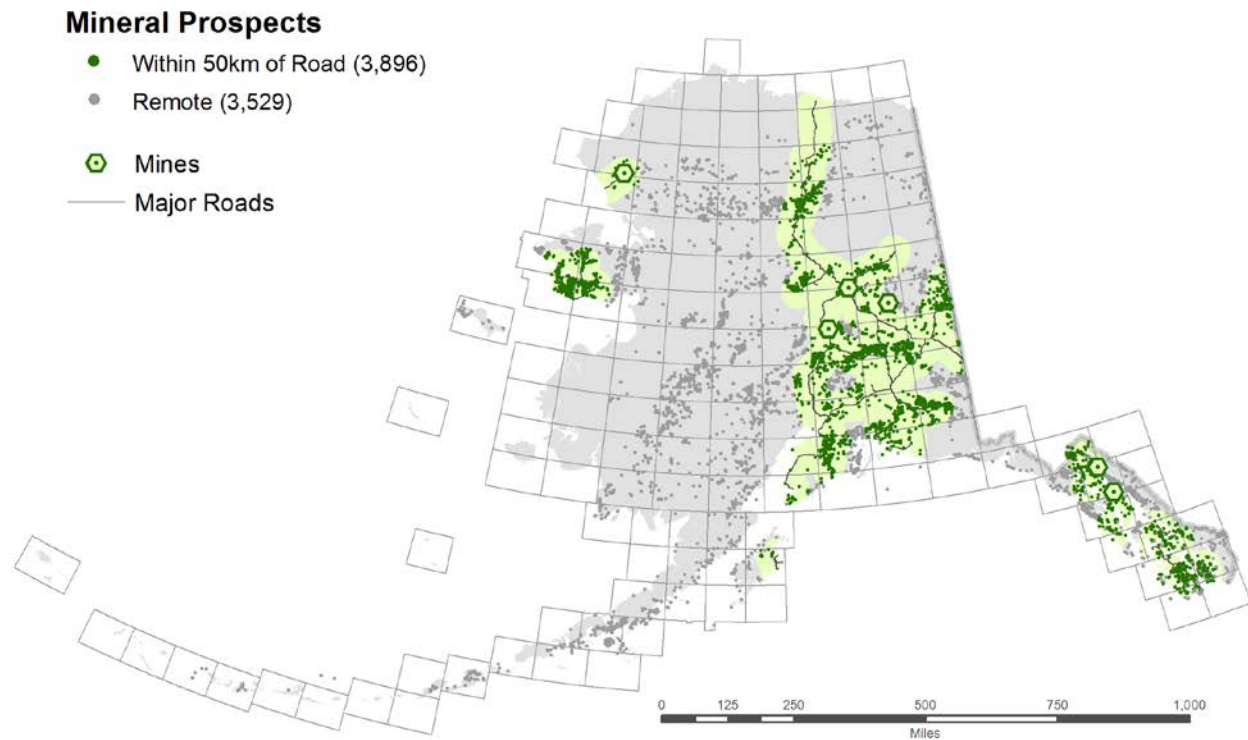 Mineral Prospects
Within 50km of Road (3,896)
Remote (3,529)
Mines
Major Roads
0 125 250 500 750 1,000
Miles